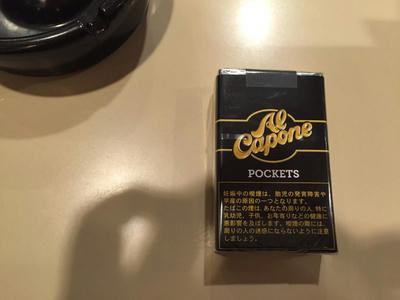 Al
Capone
POCKETS
妊娠中の喫煙は、胎児の発育障害や
早産の原因の一つとなります。
たばこの煙は、あなたの周りの人、特に
乳幼児、子供、お年寄りなどの健康に
悪影響を及ぼします。喫煙の際には、
周りの人の迷惑にならないように注意
しましょう。